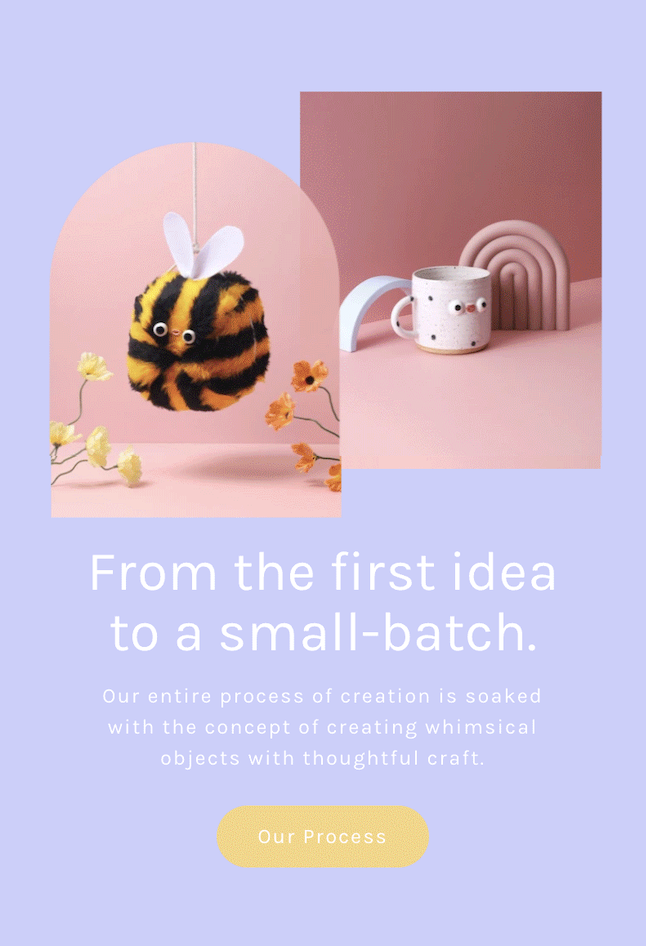 From the first idea
to a small-batch.
Our entire process of creation is soaked
with the concept of creating whimsical
objects with thoughtful craft.
Our Process